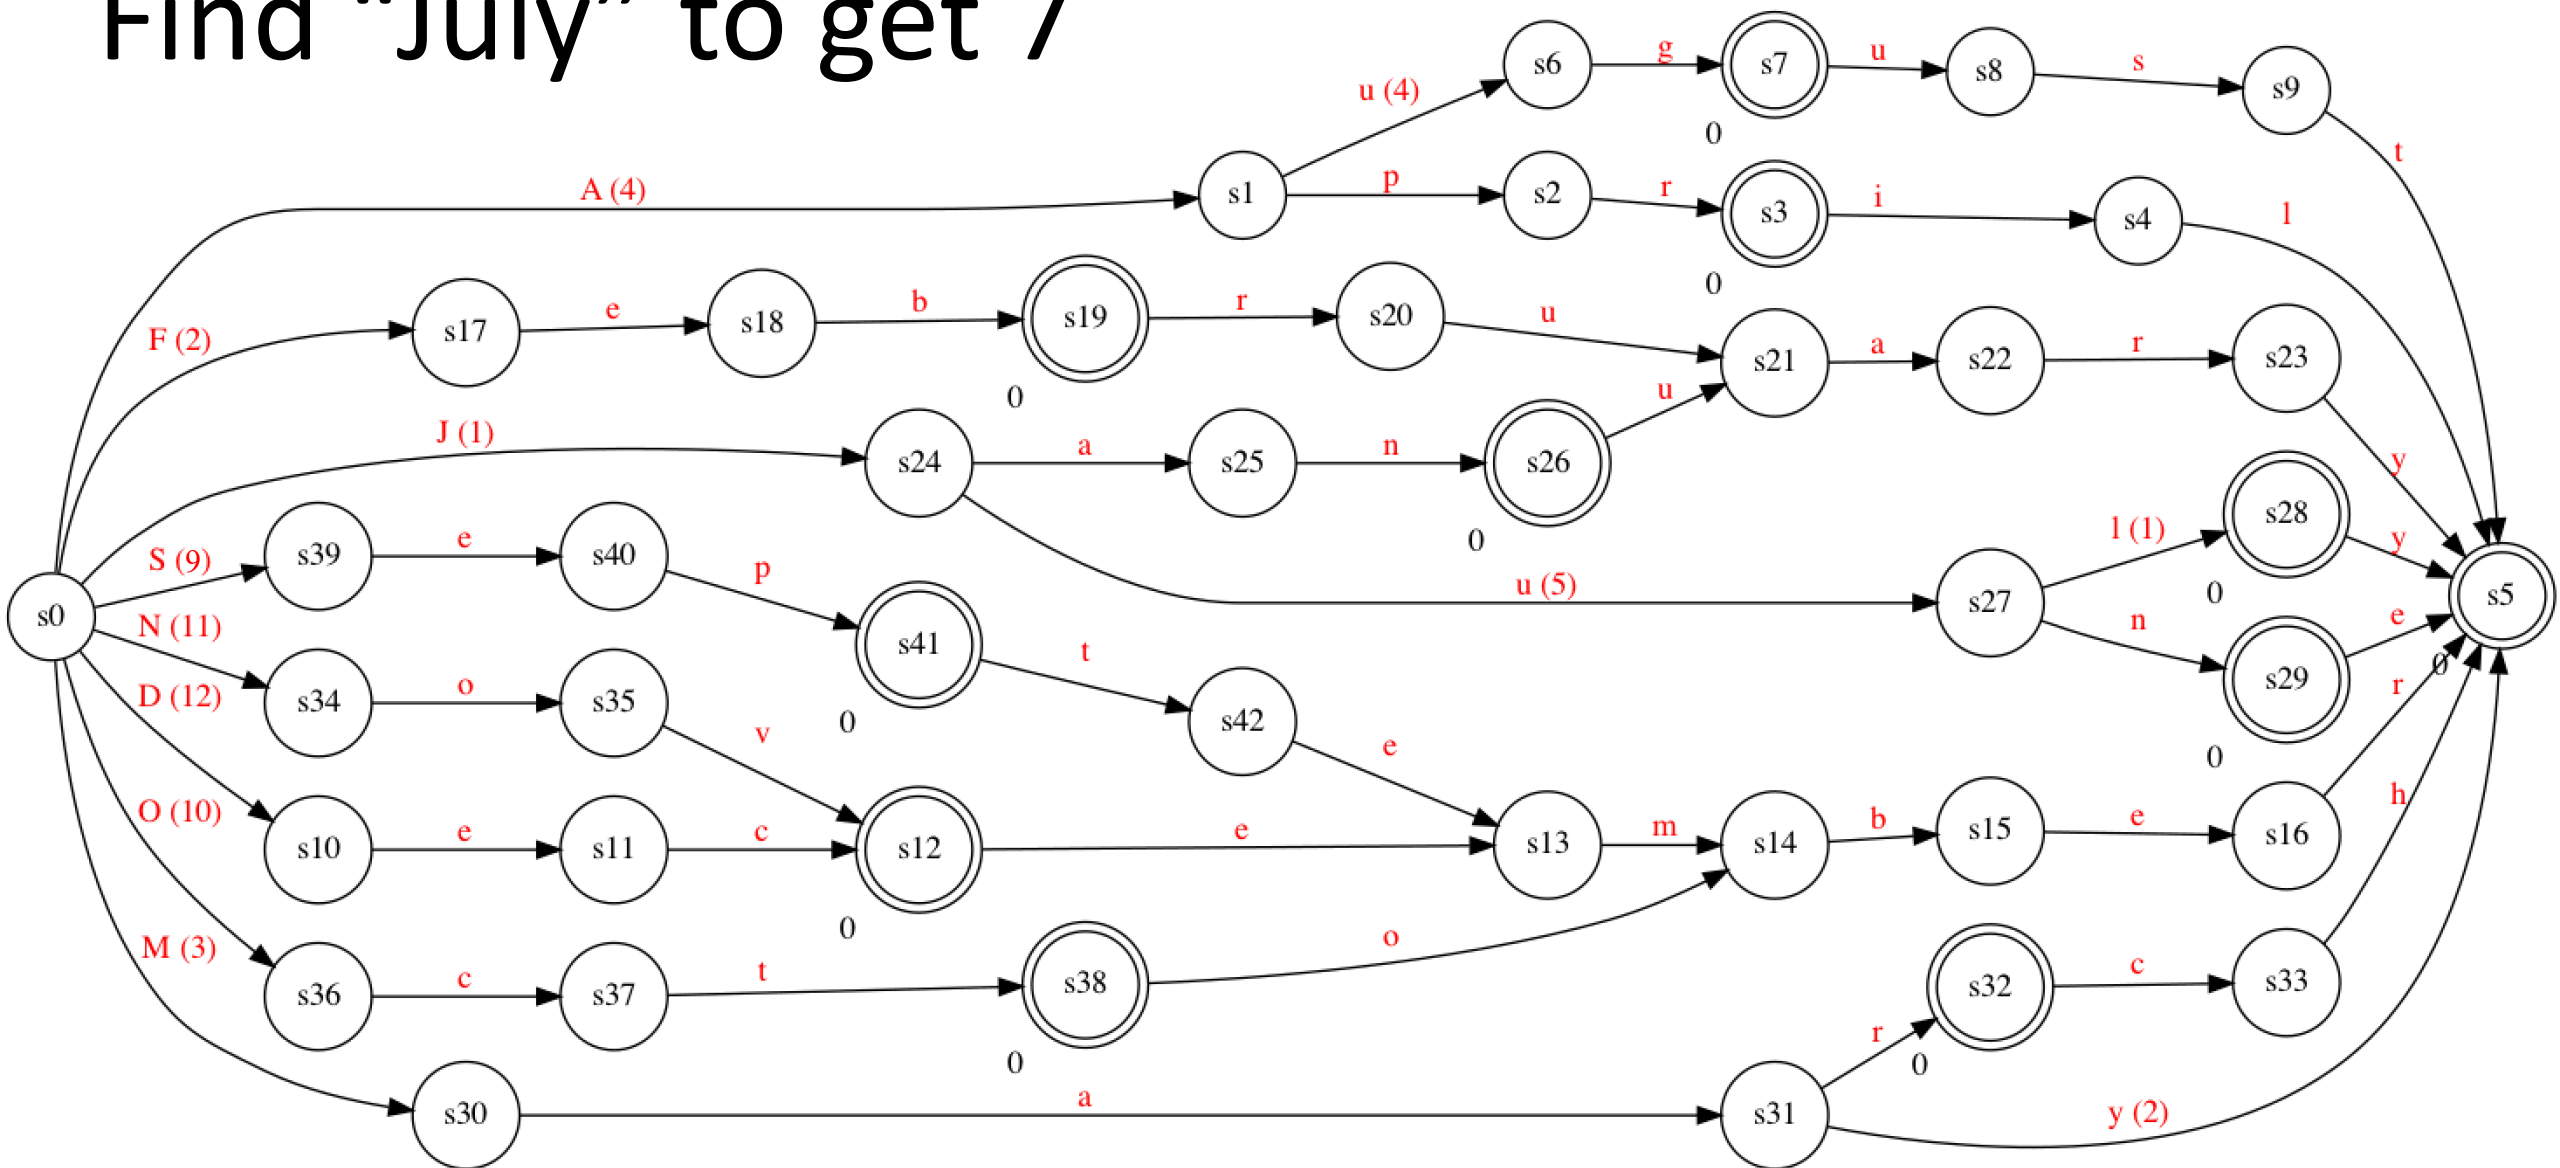 Find “July” to get 7
s6
g
s7
u
s8
s
s9
u (4)
0
t
A (4)
s1
p
s2
r
s3
i
s4
l
0
F (2)
s17
e
s18
b
s19
r
s20
u
s21
a
s22
r
s23
0
u
J (1)
s24
a
s25
n
s26
y
0
l (1)
s28
y
S (9)
s39
e
s40
p
u (5)
s27
0
s5
s0
N (11)
s41
t
n
s29
e
0
D (12)
s34
o
s35
v
0
s42
e
r
0
O (10)
s10
e
s11
c
s12
e
s13
m
s14
b
s15
e
s16
h
0
M (3)
s36
c
s37
t
s38
o
s32
c
s33
0
r
0
s30
a
s31
y (2)